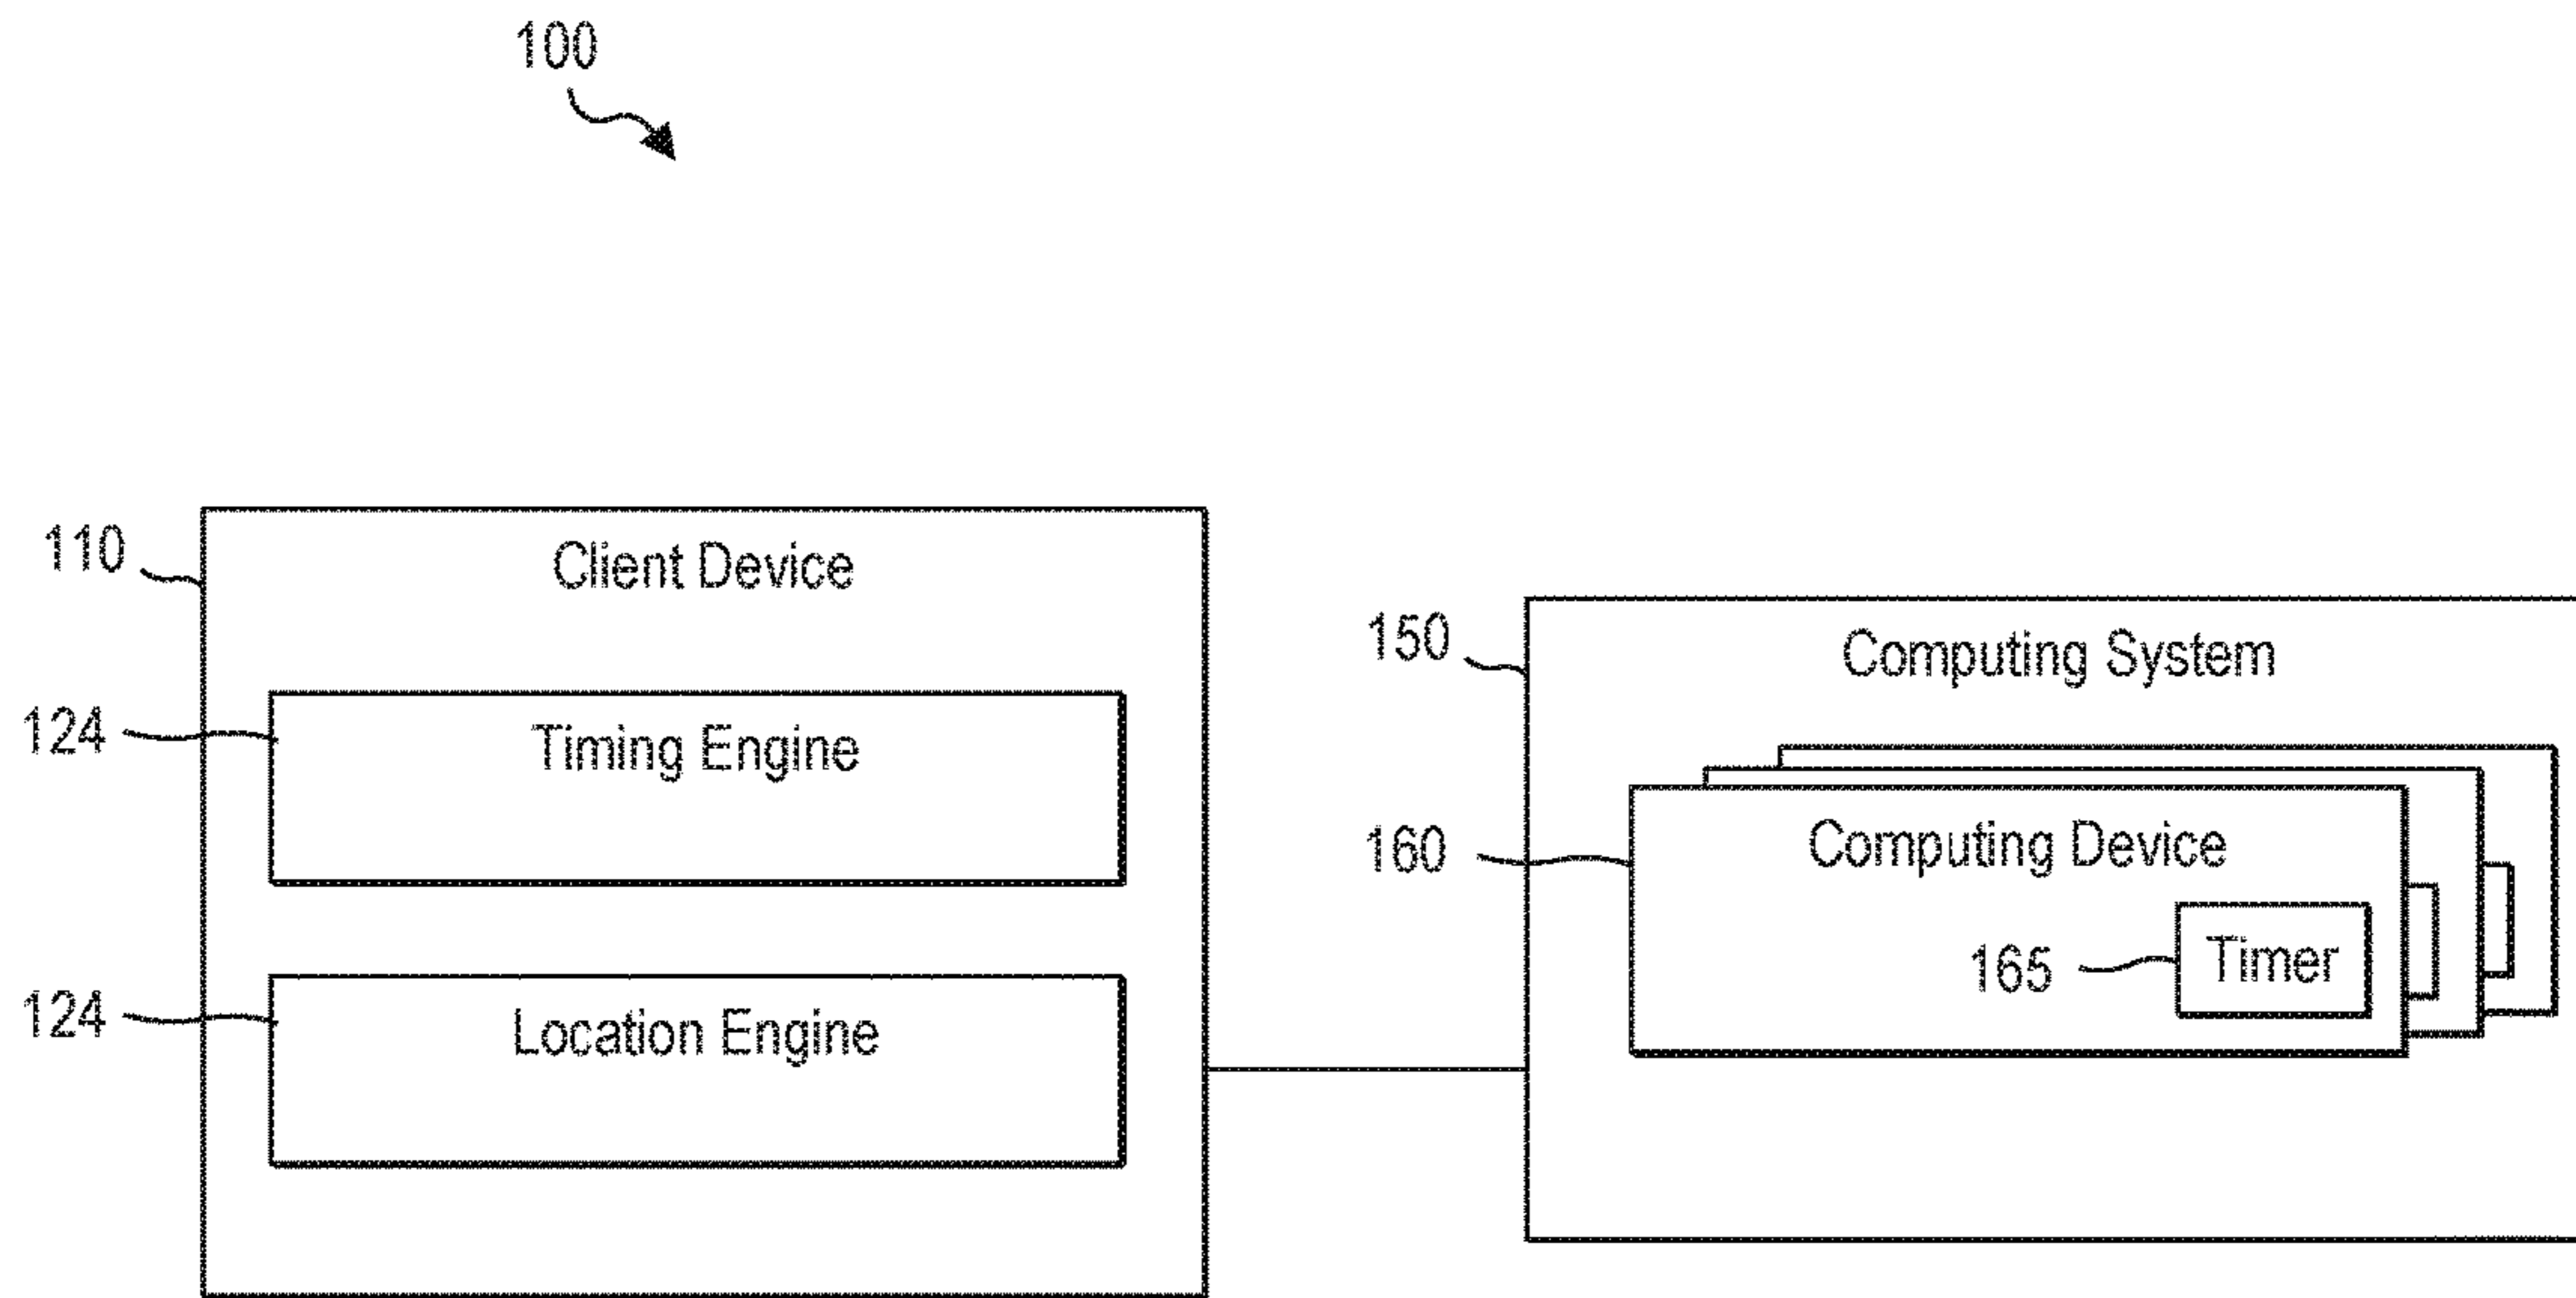 100
110
Client Device
124
Timing Engine
124
Location Engine
150
Computing System
160
Computing Device
165
Timer